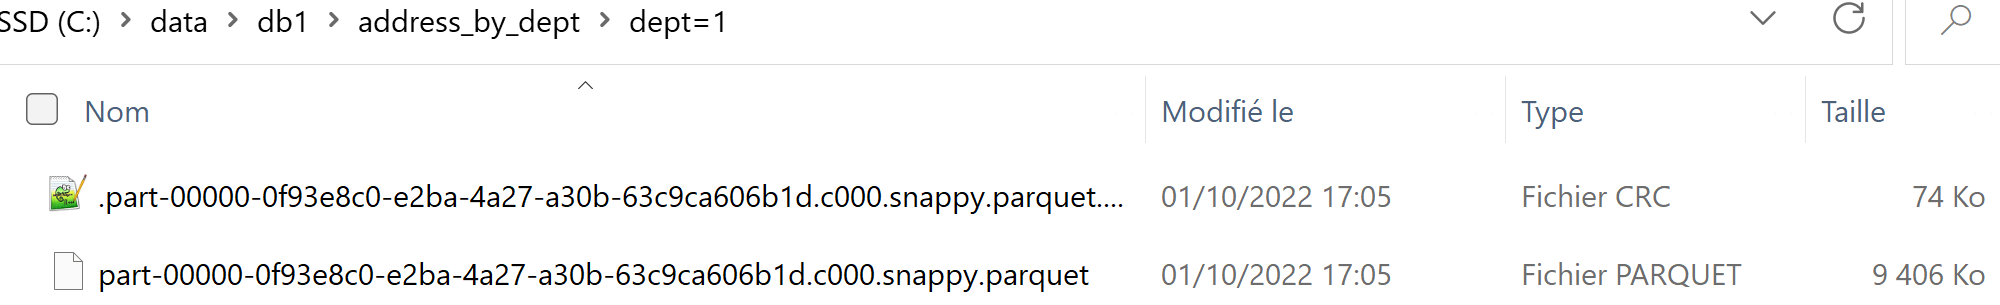 SSD (C:) > data > db1 > address_by_dept > dept=1
Nom Modifié le Type Taille
.part-00000-0f93e8c0-e2ba-4a27-a30b-63c9ca606b1d.c000.snappy.parquet.... 01/10/2022 17:05 Fichier CRC 74 Ko
part-00000-0f93e8c0-e2ba-4a27-a30b-63c9ca606b1d.c000.snappy.parquet 01/10/2022 17:05 Fichier PARQUET 9 406 Ko